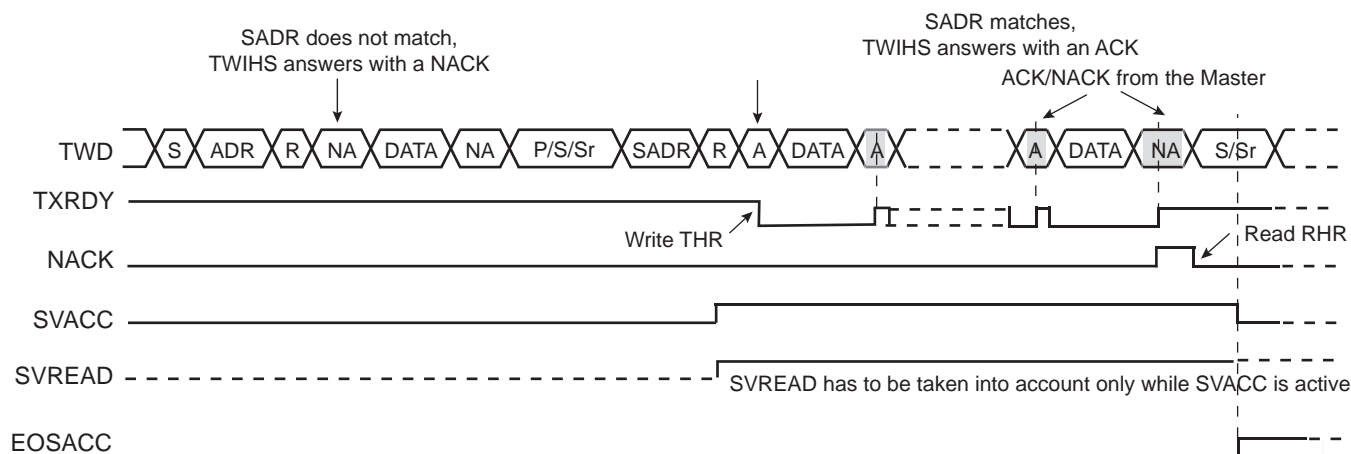 SADR does not match,
TWIHS answers with a NACK
SADR matches,
TWIHS answers with an ACK
ACK/NACK from the Master
TWD S ADR R NA DATA NA P/S/Sr SADR R A DATA A A DATA NA S/Sr
TXRDY
Write THR
Read RHR
NACK
SVACC
SVREAD
SVREAD has to be taken into account only while SVACC is active
EOSACC